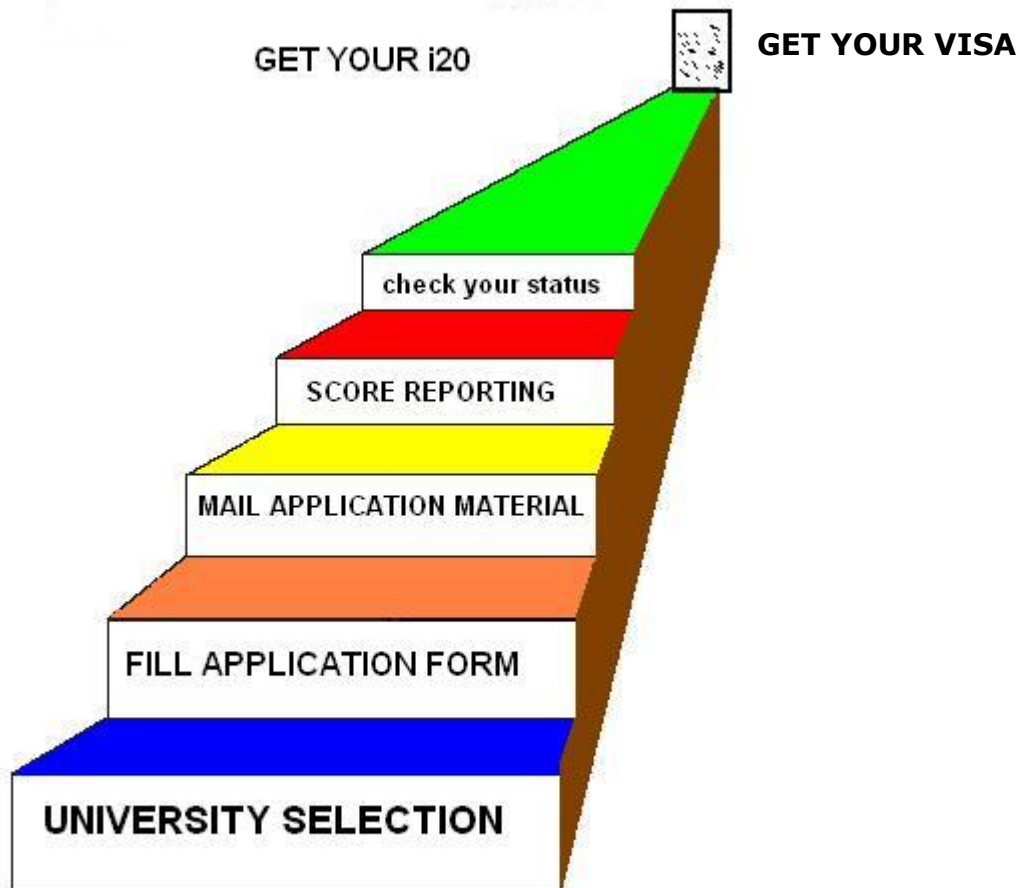 GET YOUR i20
GET YOUR VISA
check your status
SCORE REPORTING
MAIL APPLICATION MATERIAL
FILL APPLICATION FORM
UNIVERSITY SELECTION